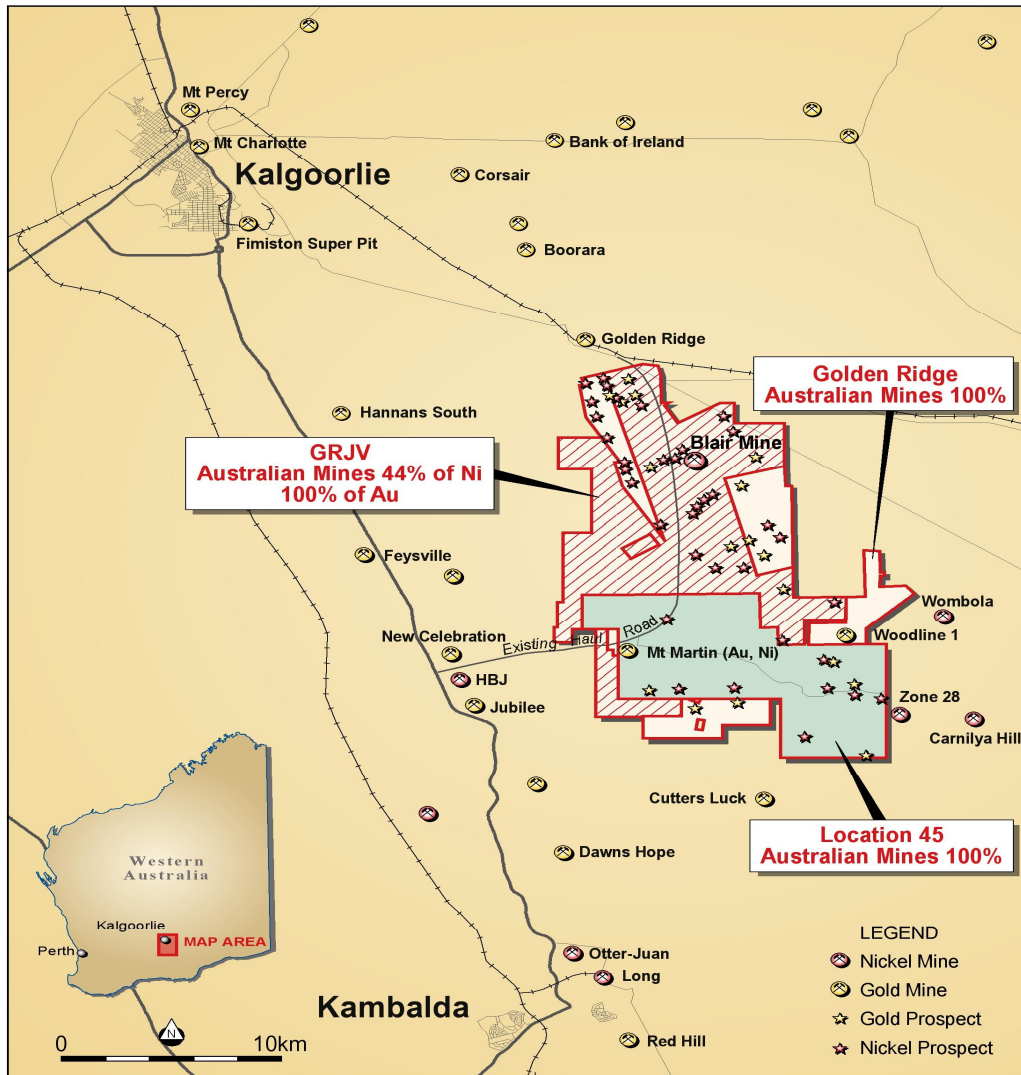 Mt Percy
Mt Charlotte
Kalgoorlie
Bank of Ireland
Corsair
Fimiston Super Pit
Boorara
Golden Ridge
Golden Ridge
Australian Mines 100%
Hannans South
GRJV
Australian Mines 44% of Ni
100% of Au
Blair Mine
Feysville
Wombola
New Celebration
Existing Haul Road
Woodline 1
Mt Martin (Au, Ni)
HBJ
Jubilee
Zone 28
Carnilya Hill
Cutters Luck
Location 45
Australian Mines 100%
Dawns Hope
Western
Australia
Kalgoorlie
Perth
MAP AREA
Otter-Juan
Long
Kambalda
Red Hill
N
0 10km
LEGEND
Nickel Mine
Gold Mine
Gold Prospect
Nickel Prospect